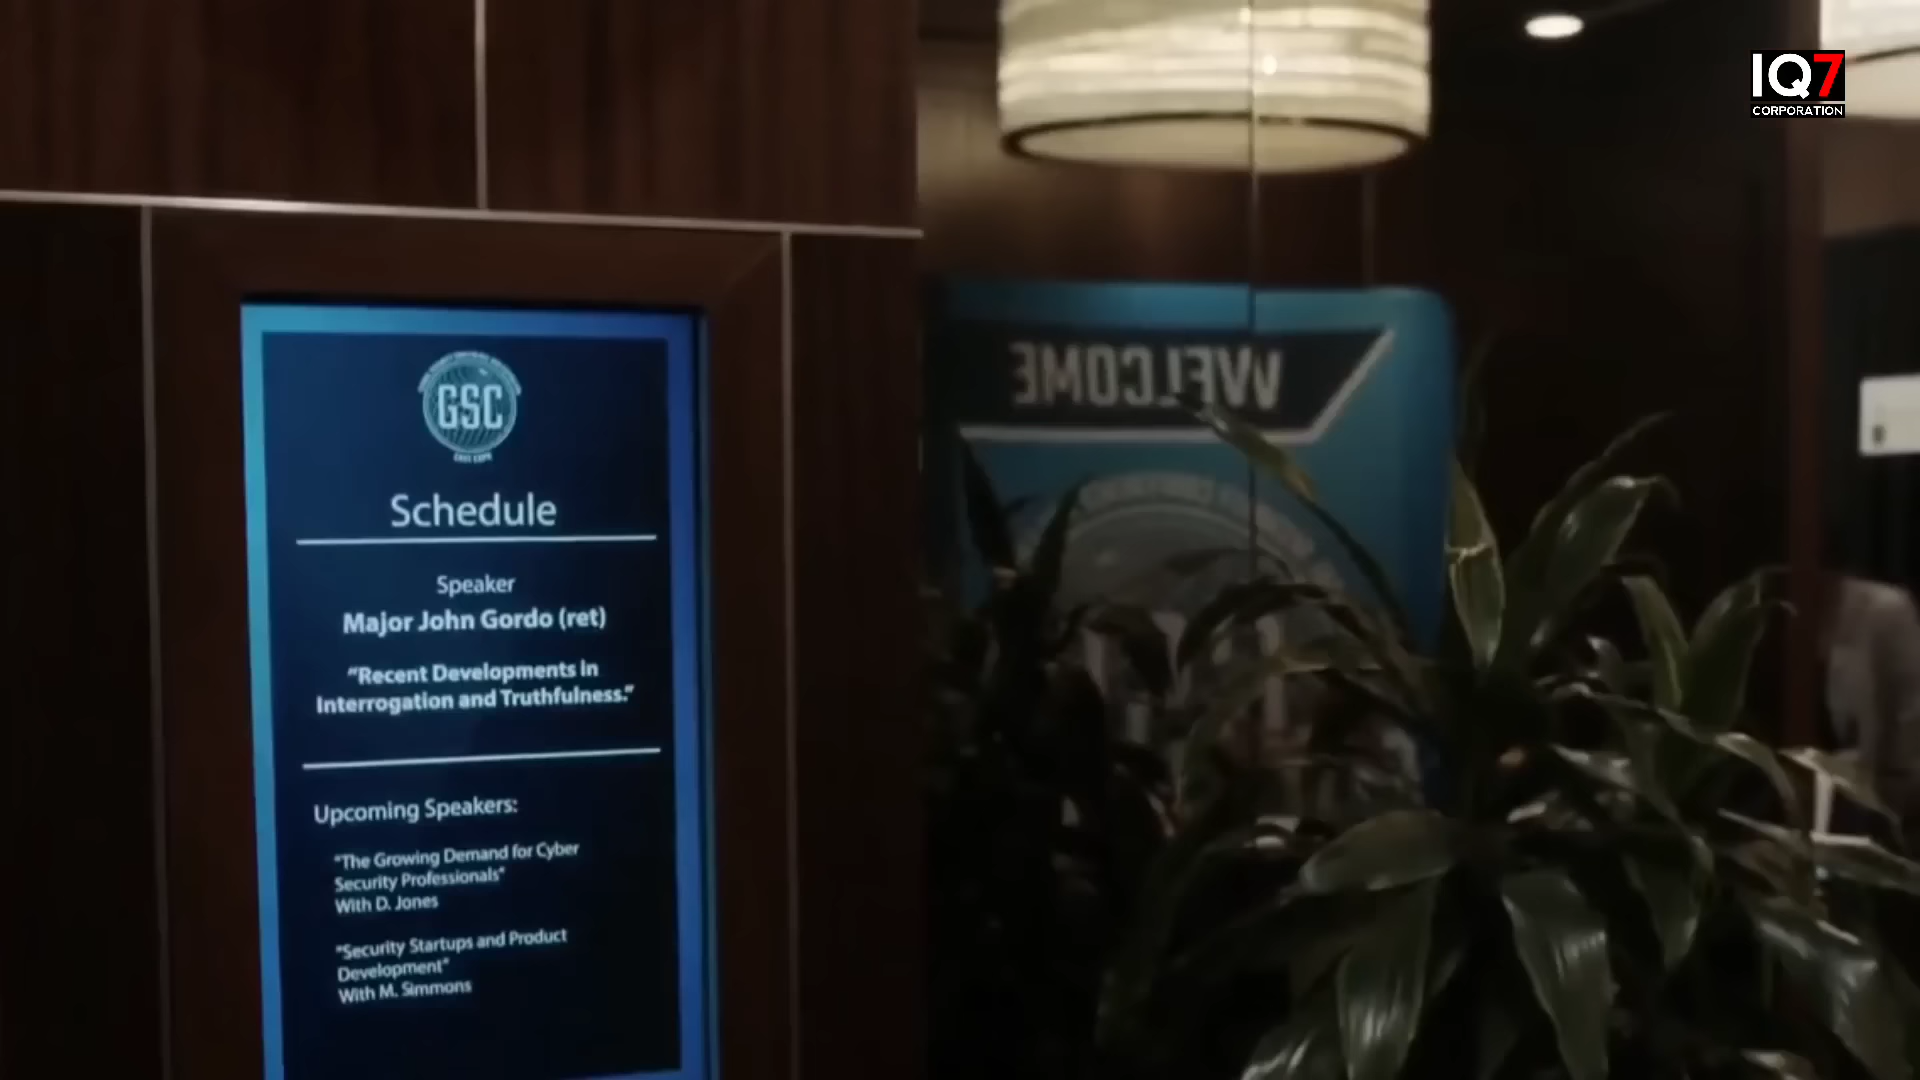 IQ7
CORPORATION
GSC
Schedule
Speaker
Major John Gordo (ret)
“Recent Developments in
Interrogation and Truthfulness.”
Upcoming Speakers:
“The Growing Demand for Cyber
Security Professionals”
With D. Jones
“Security Startups and Product
Development”
With M. Simmons
WELCOME